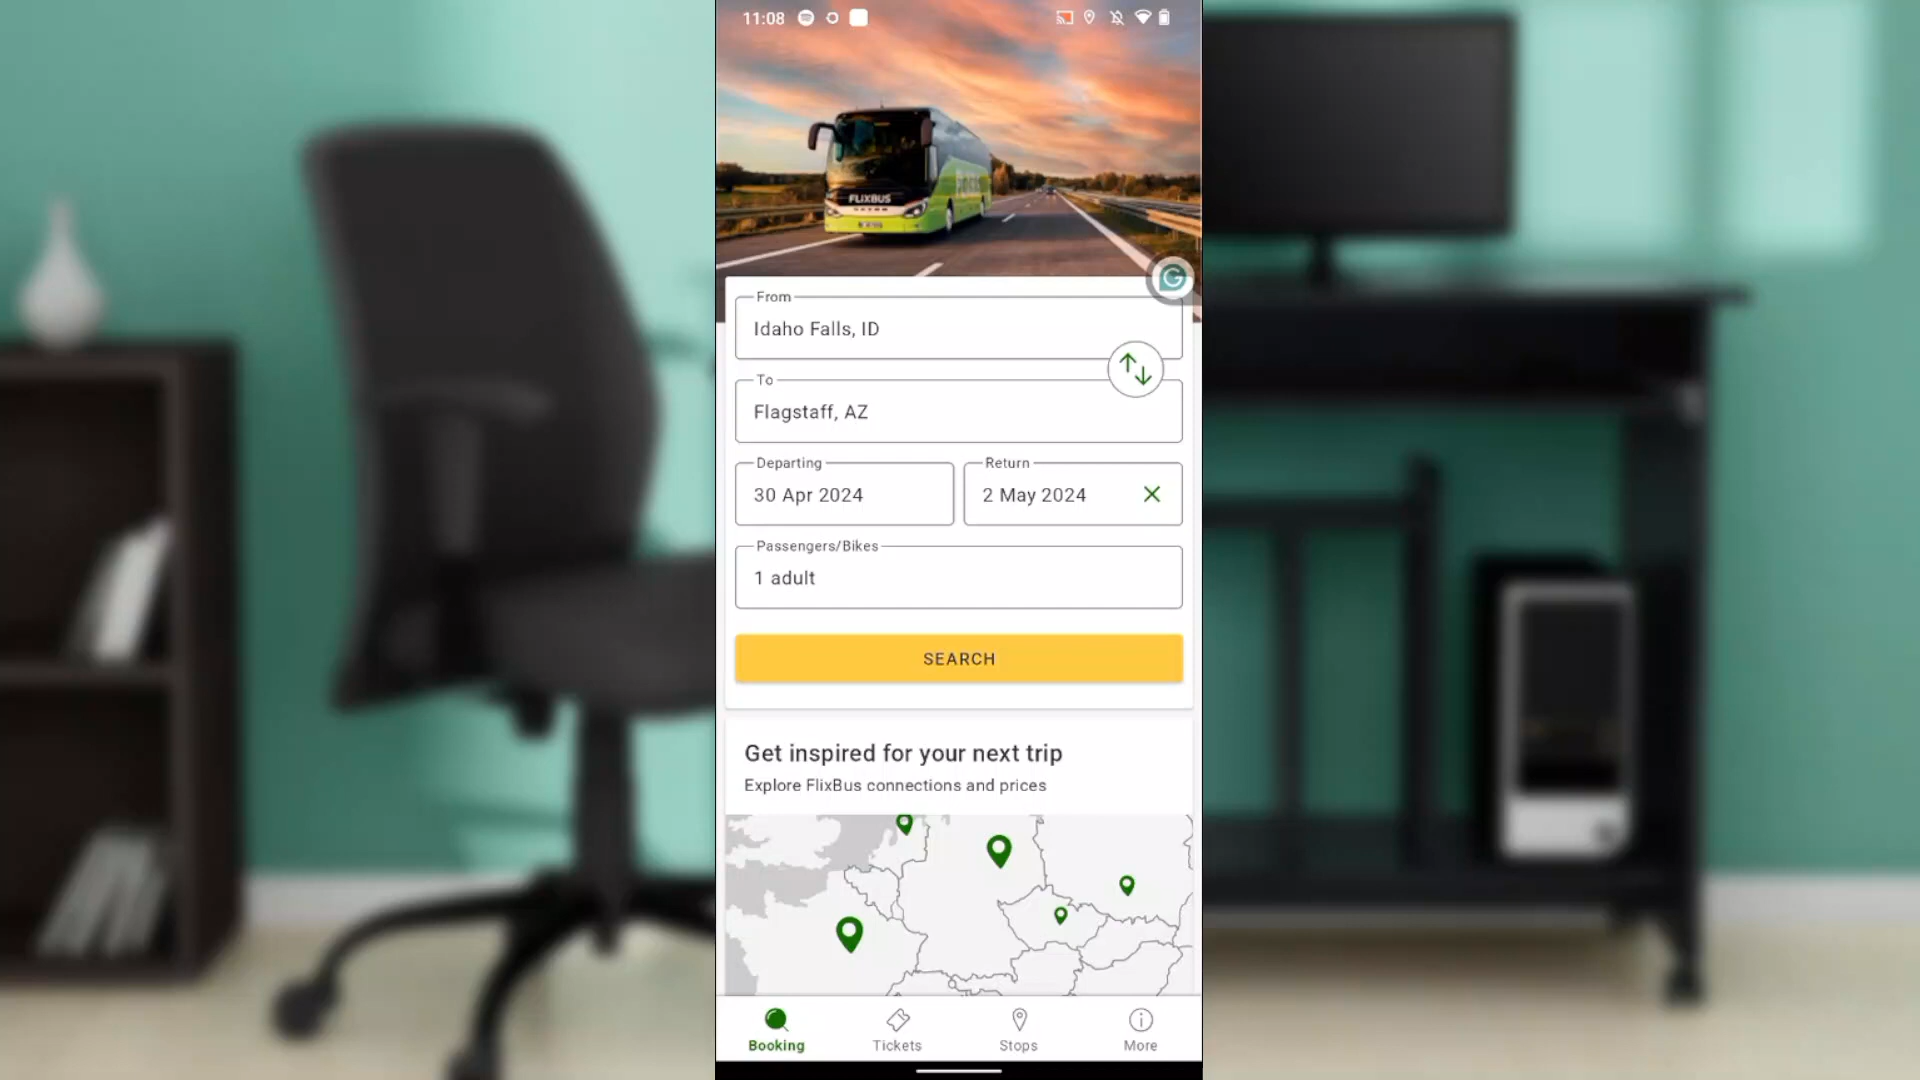 11:08
FLIXBUS
From
Idaho Falls, ID
To
Flagstaff, AZ
Departing
30 Apr 2024
Return
2 May 2024
Passengers/Bikes
1 adult
SEARCH
Get inspired for your next trip
Explore FlixBus connections and prices
Booking
Tickets
Stops
More